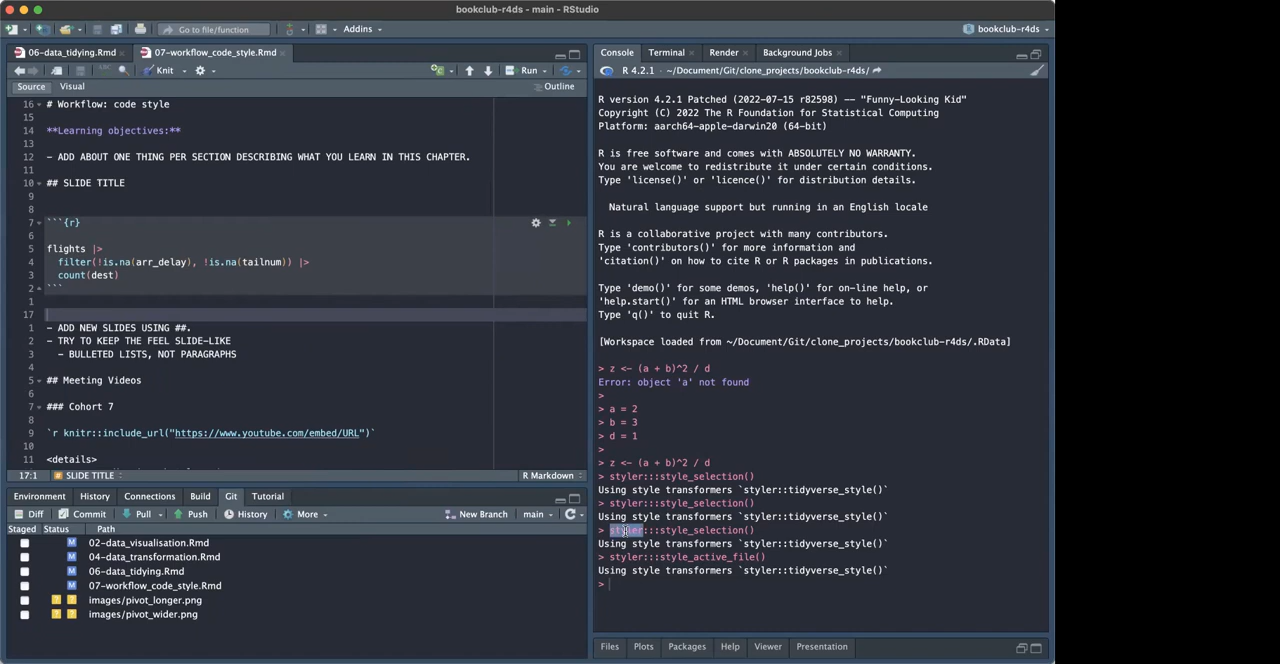 bookclub-r4ds - main - RStudio
Go to file/function
Addins
bookclub-r4ds
06-data_tidying.Rmd
07-workflow_code_style.Rmd
Knit
Run
Source
Visual
Outline
16 # Workflow: code style
15
14 **Learning objectives:**
13
12 - ADD ABOUT ONE THING PER SECTION DESCRIBING WHAT YOU LEARN IN THIS CHAPTER.
11
10 ## SLIDE TITLE
9
8
7 ```{r}
6
5 flights |>
4   filter(!is.na(arr_delay), !is.na(tailnum)) |>
3   count(dest)
2 ```
1
17
1 - ADD NEW SLIDES USING ##.
2 - TRY TO KEEP THE FEEL SLIDE-LIKE
3   - BULLETED LISTS, NOT PARAGRAPHS
4
5 ## Meeting Videos
6
7 ### Cohort 7
8
9 `r knitr::include_url("https://www.youtube.com/embed/URL")`
10
11 <details>
17:1 # SLIDE TITLE
R Markdown
Environment History Connections Build Git Tutorial
Diff Commit Pull Push History More New Branch main
Staged Status Path
M 02-data_visualisation.Rmd
M 04-data_transformation.Rmd
M 06-data_tidying.Rmd
M 07-workflow_code_style.Rmd
? ? images/pivot_longer.png
? ? images/pivot_wider.png
Console Terminal Render Background Jobs
R 4.2.1 · ~/Document/Git/clone_projects/bookclub-r4ds/
R version 4.2.1 Patched (2022-07-15 r82598) -- "Funny-Looking Kid"
Copyright (C) 2022 The R Foundation for Statistical Computing
Platform: aarch64-apple-darwin20 (64-bit)
R is free software and comes with ABSOLUTELY NO WARRANTY.
You are welcome to redistribute it under certain conditions.
Type 'license()' or 'licence()' for distribution details.
Natural language support but running in an English locale
R is a collaborative project with many contributors.
Type 'contributors()' for more information and
'citation()' on how to cite R or R packages in publications.
Type 'demo()' for some demos, 'help()' for on-line help, or
'help.start()' for an HTML browser interface to help.
Type 'q()' to quit R.
[Workspace loaded from ~/Document/Git/clone_projects/bookclub-r4ds/.RData]
> z <- (a + b)^2 / d
Error: object 'a' not found
>
> a = 2
> b = 3
> d = 1
>
> z <- (a + b)^2 / d
> styler:::style_selection()
Using style transformers `styler::tidyverse_style()`
> styler:::style_selection()
Using style transformers `styler::tidyverse_style()`
> styler:::style_selection()
Using style transformers `styler::tidyverse_style()`
> styler:::style_active_file()
Using style transformers `styler::tidyverse_style()`
>
Files Plots Packages Help Viewer Presentation